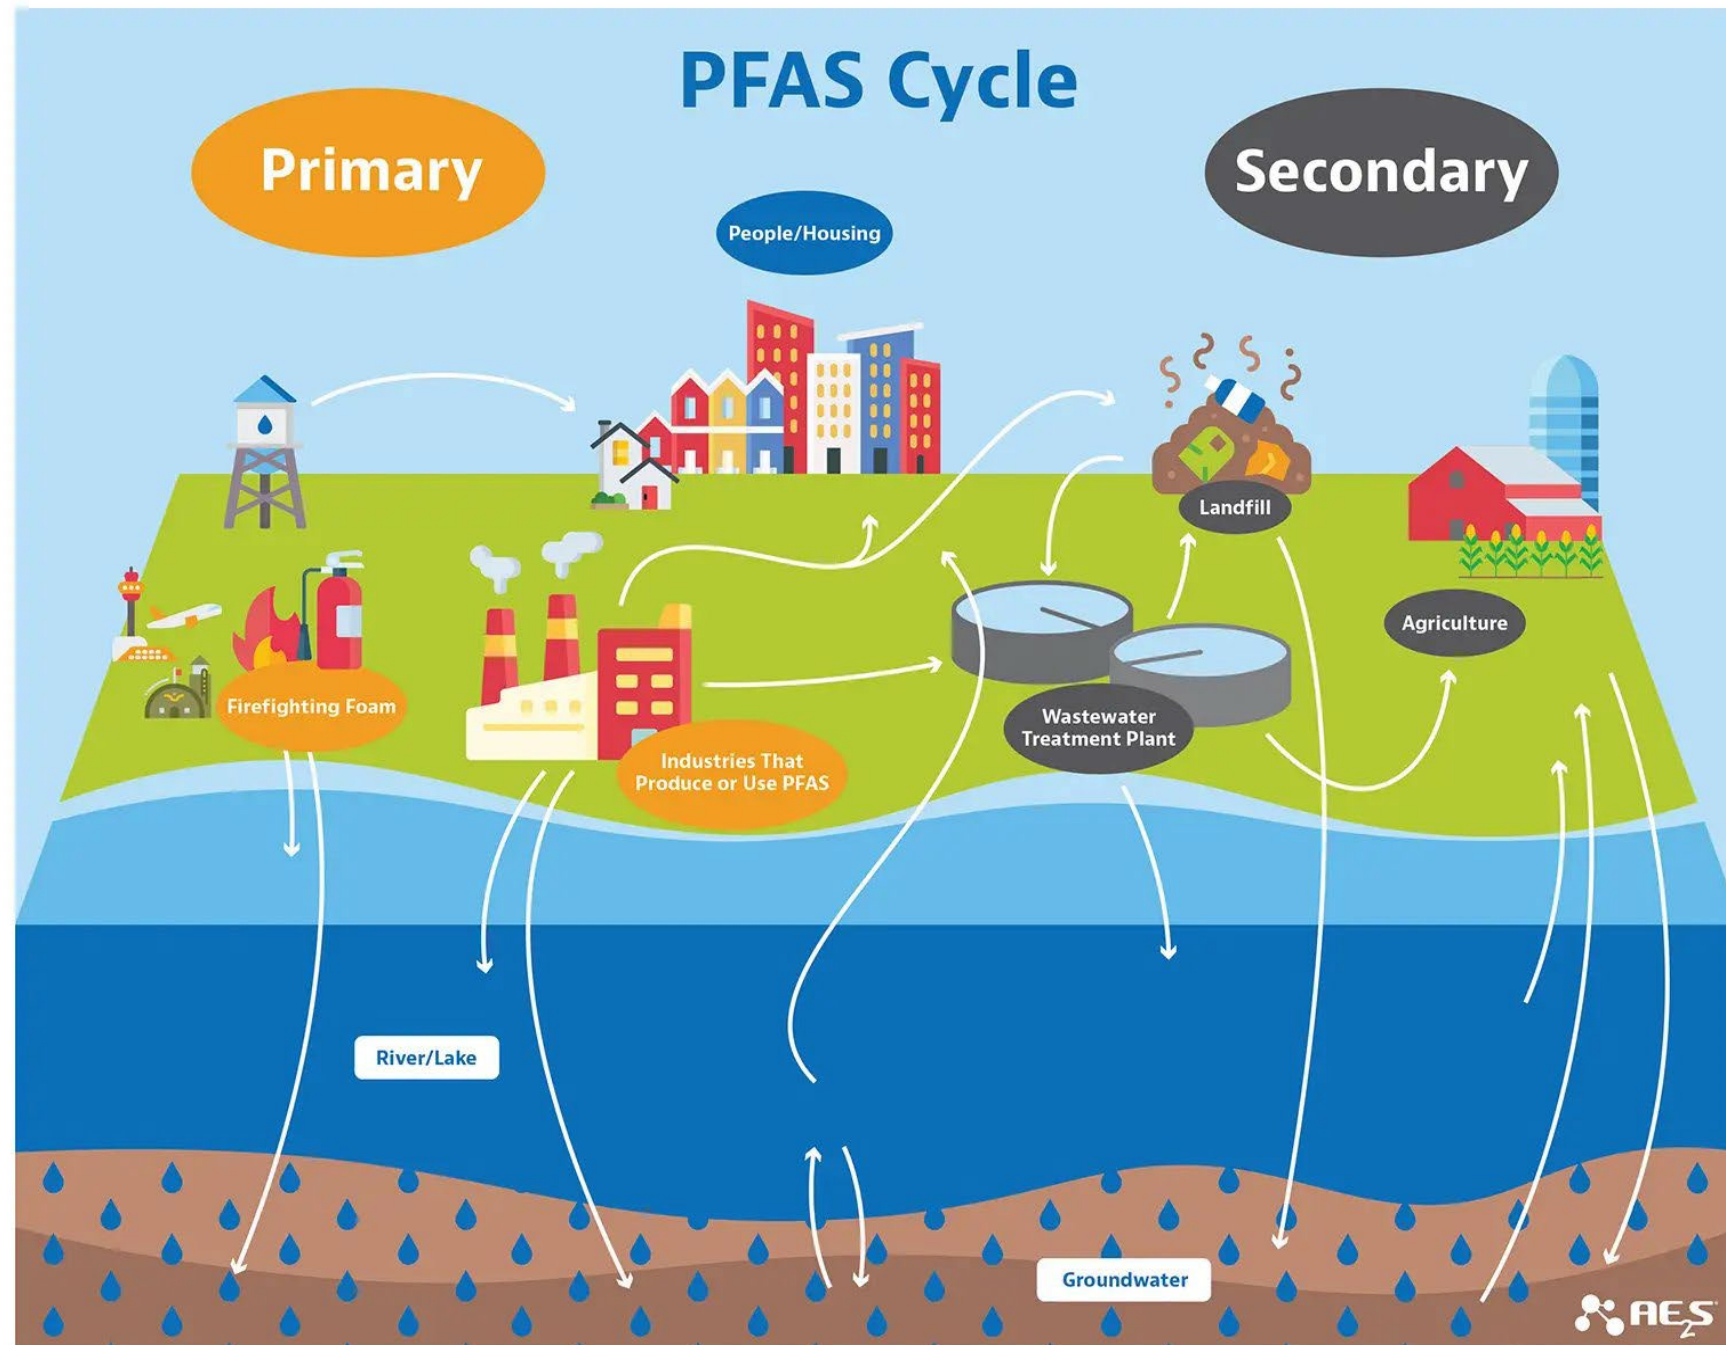 PFAS Cycle
Primary
Secondary
People/Housing
Landfill
Agriculture
Firefighting Foam
Wastewater
Treatment Plant
Industries That
Produce or Use PFAS
River/Lake
Groundwater
AE2S